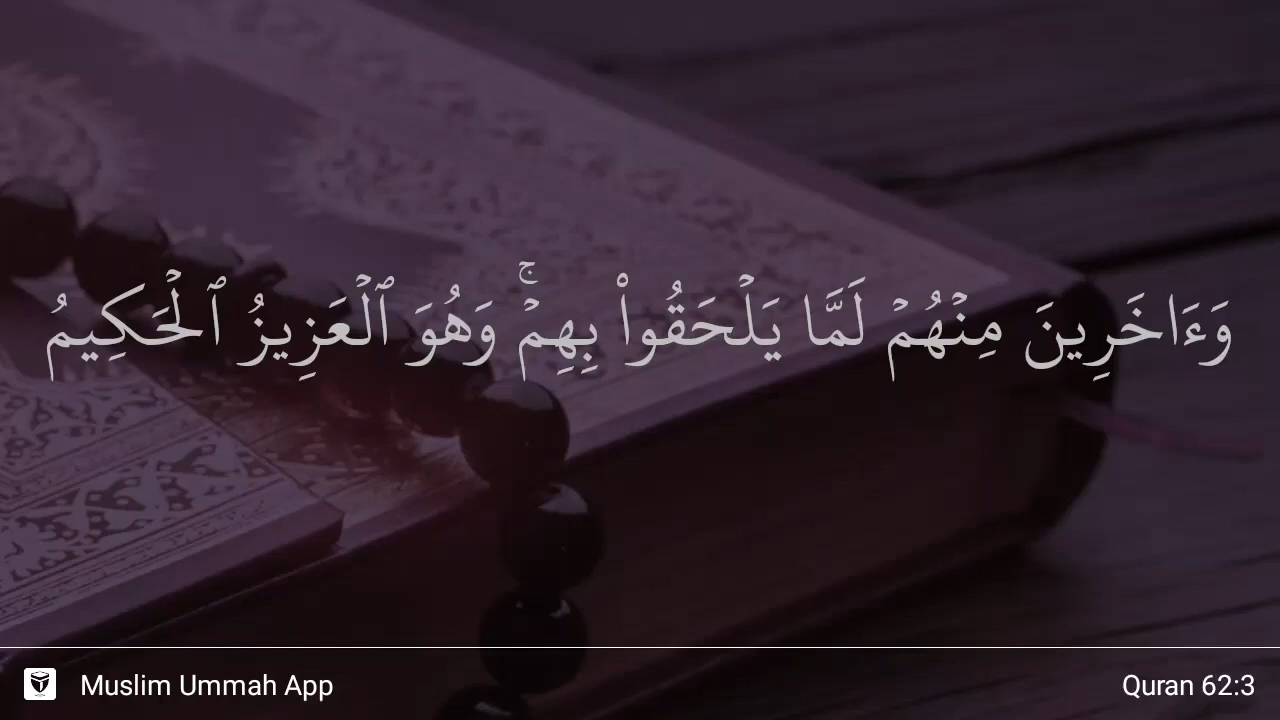 وَءَاخَرِينَ مِنۡهُمۡ لَمَّا يَلۡحَقُواْ بِهِمۡۚ وَهُوَ ٱلۡعَزِيزُ ٱلۡحَكِيمُ
Muslim Ummah App
Quran 62:3